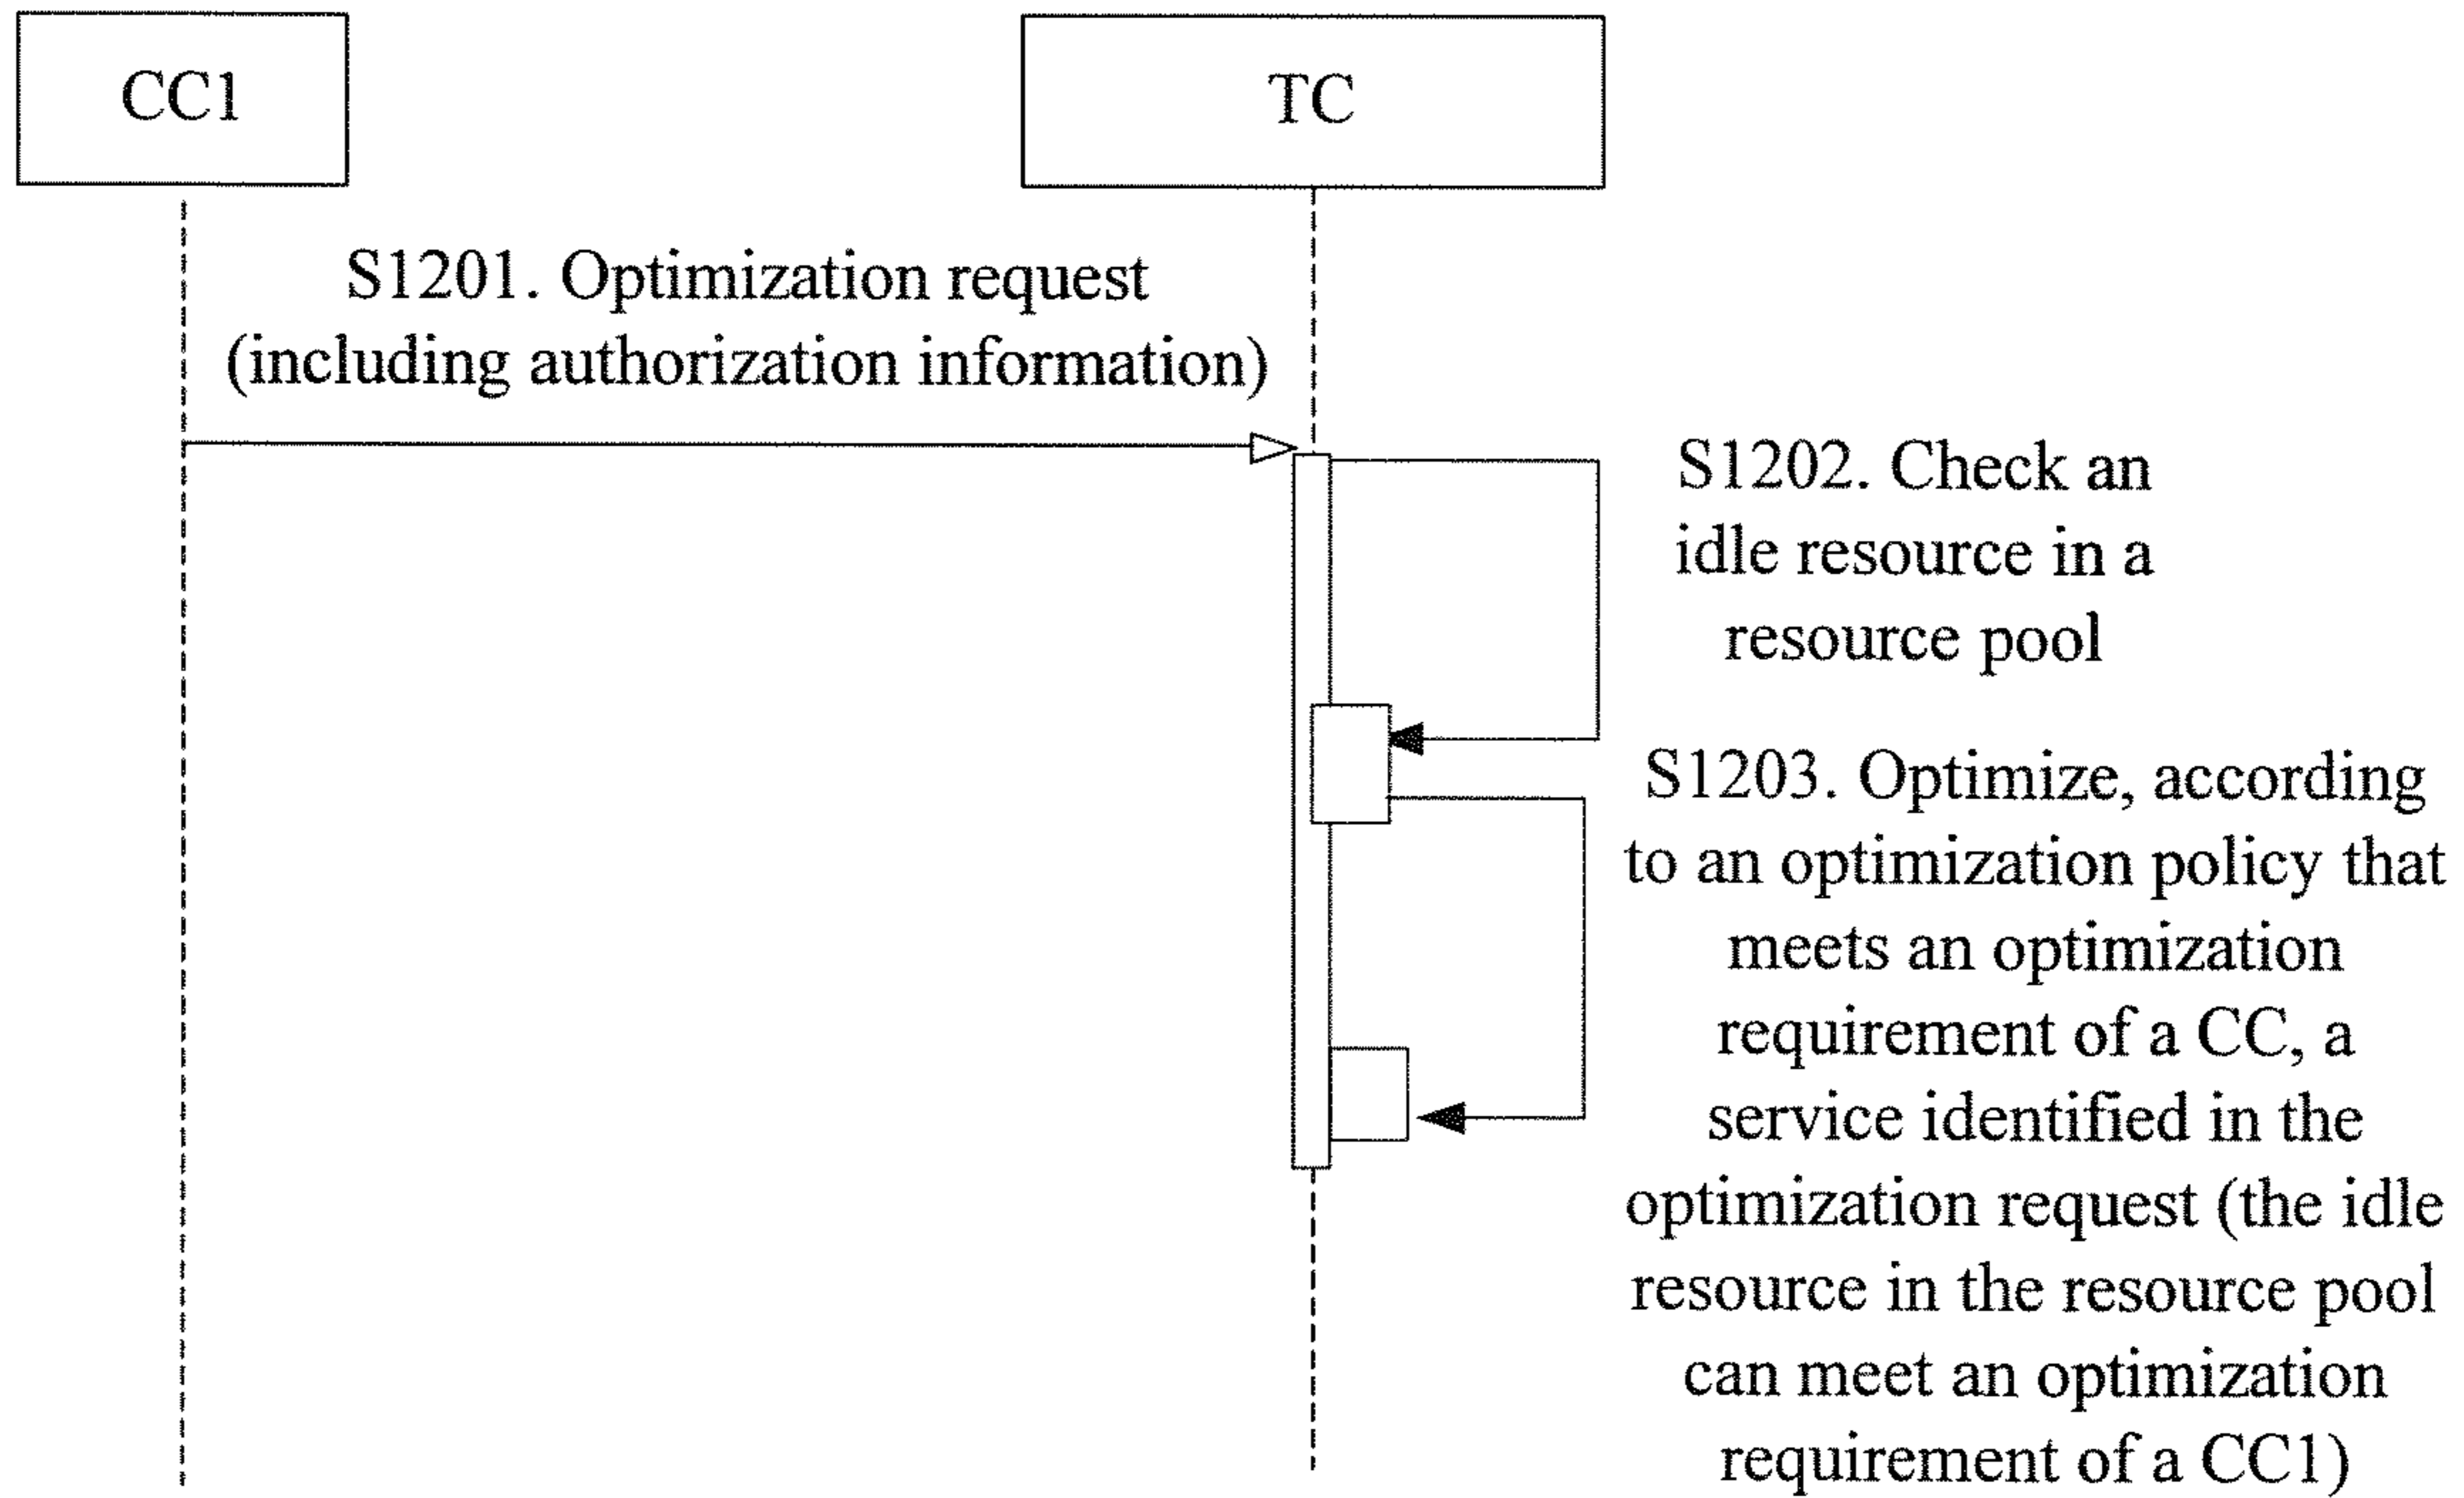 CC1
TC
S1201. Optimization request
(including authorization information)
S1202. Check an
idle resource in a
resource pool
S1203. Optimize, according
to an optimization policy that
meets an optimization
requirement of a CC, a
service identified in the
optimization request (the idle
resource in the resource pool
can meet an optimization
requirement of a CC1)